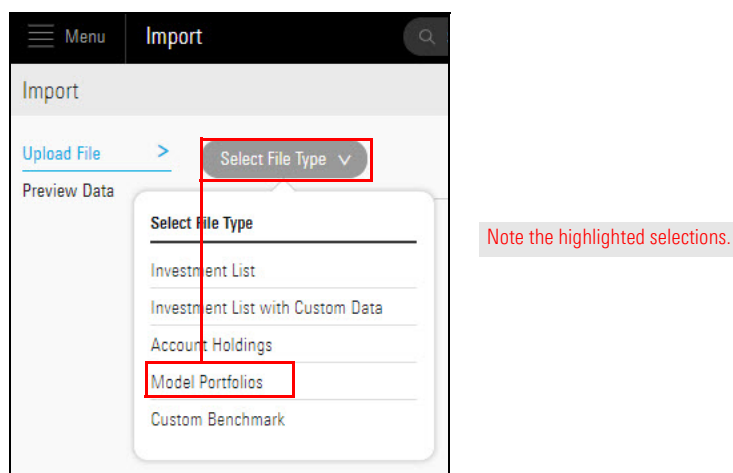 Menu Import
Import
Upload File > Select File Type
Preview Data
Select File Type
Investment List
Investment List with Custom Data
Account Holdings
Model Portfolios
Custom Benchmark
Note the highlighted selections.